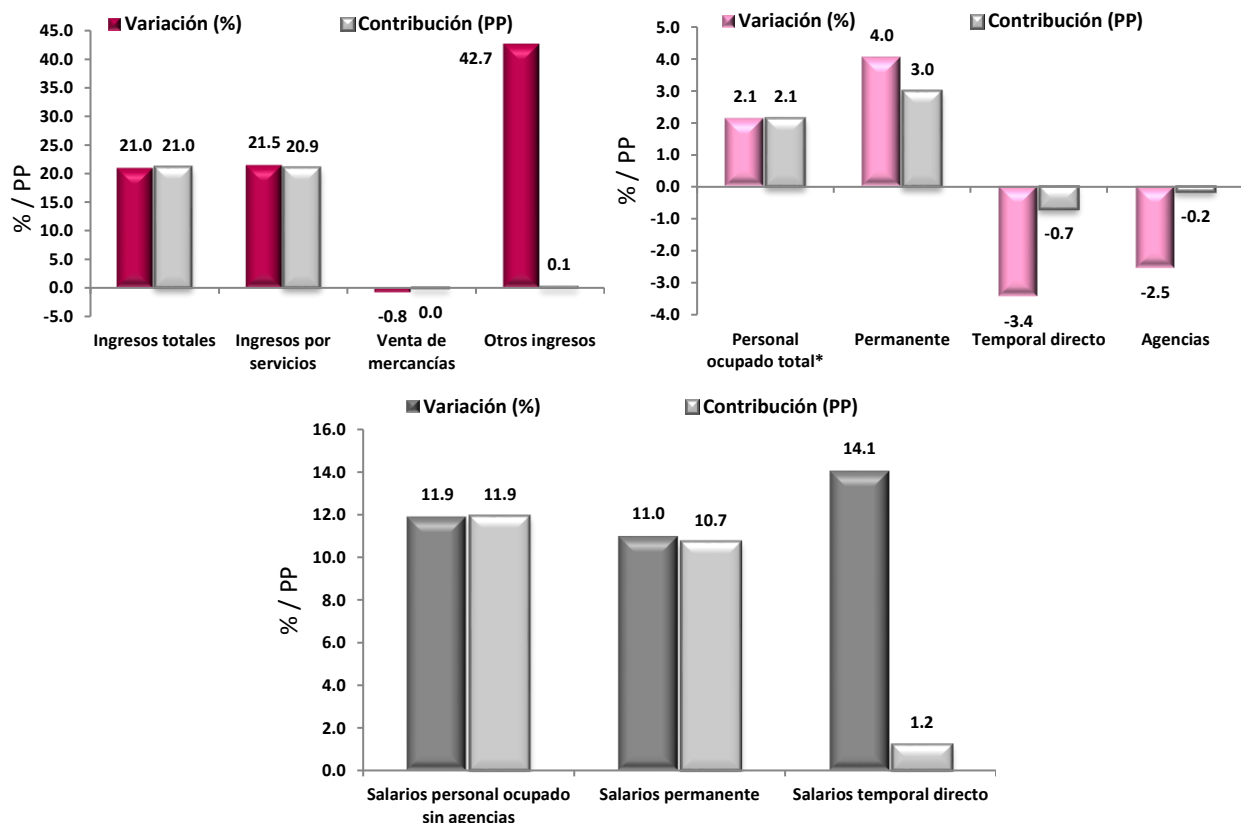 Variación (%) Contribución (PP)
45.0
40.0
35.0
30.0
25.0
20.0
15.0
10.0
5.0
0.0
-5.0
% / PP
21.0 21.0
21.5 20.9
-0.8 0.0
42.7 0.1
Ingresos totales
Ingresos por
servicios
Venta de
mercancías
Otros ingresos
Variación (%) Contribución (PP)
5.0
4.0
3.0
2.0
1.0
0.0
-1.0
-2.0
-3.0
-4.0
% / PP
2.1 2.1
4.0 3.0
-3.4 -0.7
-2.5 -0.2
Personal
ocupado total*
Permanente
Temporal directo
Agencias
Variación (%) Contribución (PP)
16.0
14.0
12.0
10.0
8.0
6.0
4.0
2.0
0.0
% / PP
11.9 11.9
11.0 10.7
14.1 1.2
Salarios personal ocupado
sin agencias
Salarios permanente
Salarios temporal directo